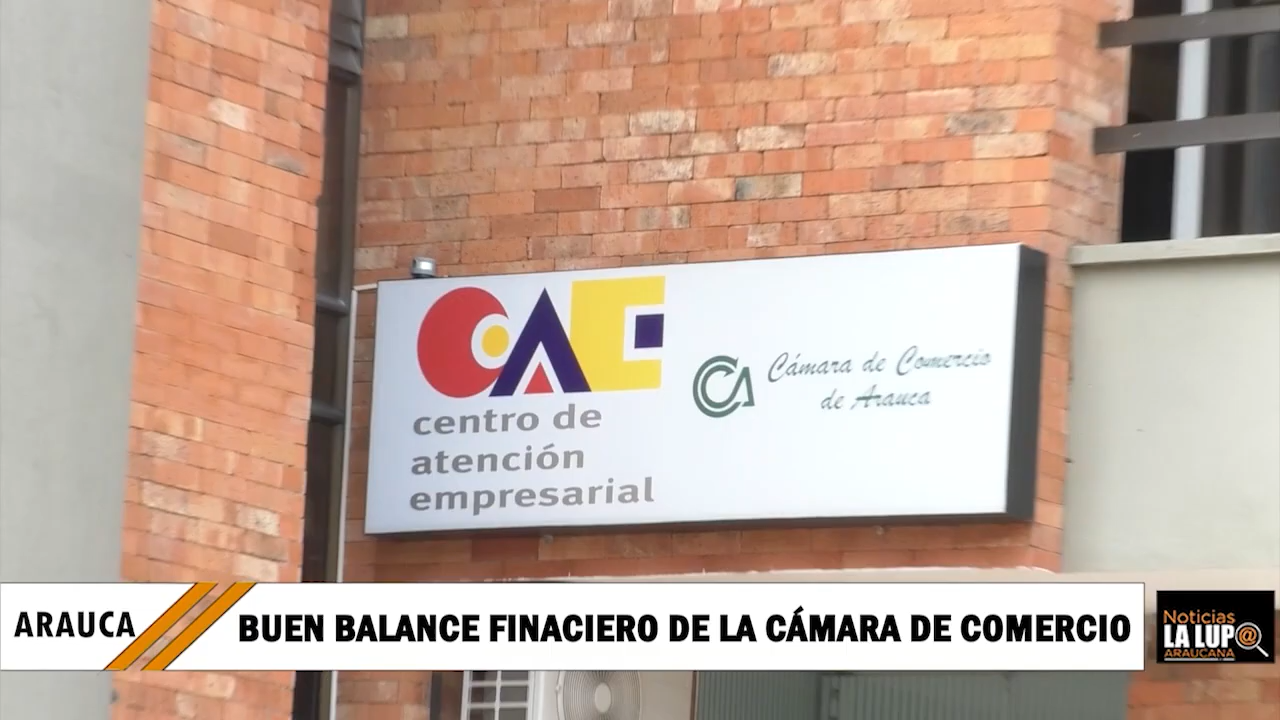 CAE
centro de
atención
empresarial
Cámara de Comercio
de Arauca
ARAUCA
BUEN BALANCE FINACIERO DE LA CÁMARA DE COMERCIO
Noticias
LA LUP@
ARAUCANA